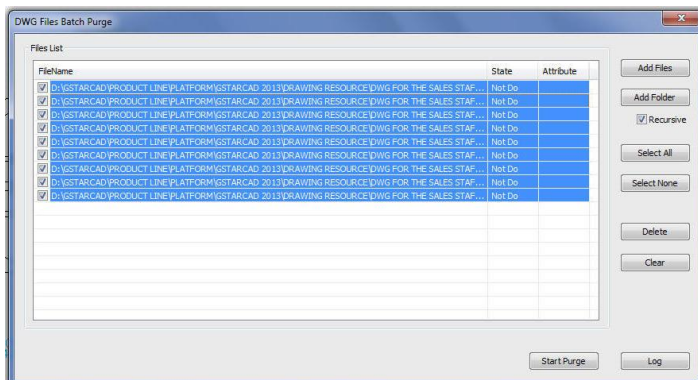 DWG Files Batch Purge
Files List
FileName State Attribute
D:\GSTARCAD\PRODUCT LINE\PLATFORM\GSTARCAD 2013\DRAWING RESOURCE\DWG FOR THE SALES STAF... Not Do
D:\GSTARCAD\PRODUCT LINE\PLATFORM\GSTARCAD 2013\DRAWING RESOURCE\DWG FOR THE SALES STAF... Not Do
D:\GSTARCAD\PRODUCT LINE\PLATFORM\GSTARCAD 2013\DRAWING RESOURCE\DWG FOR THE SALES STAF... Not Do
D:\GSTARCAD\PRODUCT LINE\PLATFORM\GSTARCAD 2013\DRAWING RESOURCE\DWG FOR THE SALES STAF... Not Do
D:\GSTARCAD\PRODUCT LINE\PLATFORM\GSTARCAD 2013\DRAWING RESOURCE\DWG FOR THE SALES STAF... Not Do
D:\GSTARCAD\PRODUCT LINE\PLATFORM\GSTARCAD 2013\DRAWING RESOURCE\DWG FOR THE SALES STAF... Not Do
D:\GSTARCAD\PRODUCT LINE\PLATFORM\GSTARCAD 2013\DRAWING RESOURCE\DWG FOR THE SALES STAF... Not Do
D:\GSTARCAD\PRODUCT LINE\PLATFORM\GSTARCAD 2013\DRAWING RESOURCE\DWG FOR THE SALES STAF... Not Do
D:\GSTARCAD\PRODUCT LINE\PLATFORM\GSTARCAD 2013\DRAWING RESOURCE\DWG FOR THE SALES STAF... Not Do
Add Files
Add Folder
Recursive
Select All
Select None
Delete
Clear
Start Purge
Log